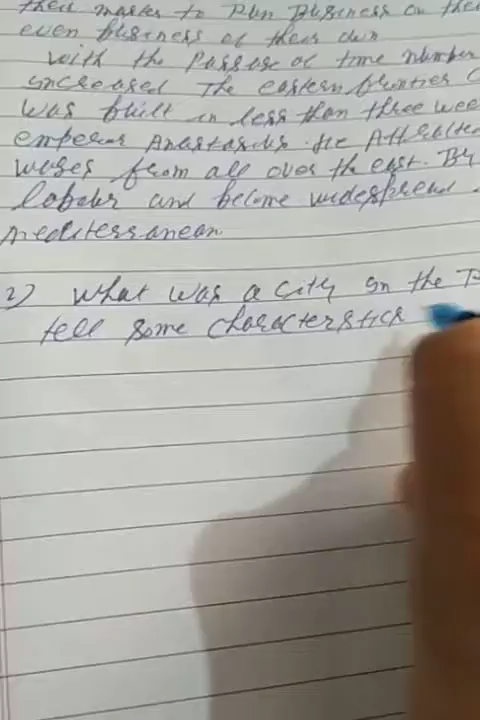 their master to Run Business on their
even business of their own
with the Passage of time number
increased The eastern frontier
was built in less than three wee
emperor Anastasius. He Attracted
wages from all over the east. By
labour and become widespread
mediterranean
2) What was a City in the
tell some characteristics